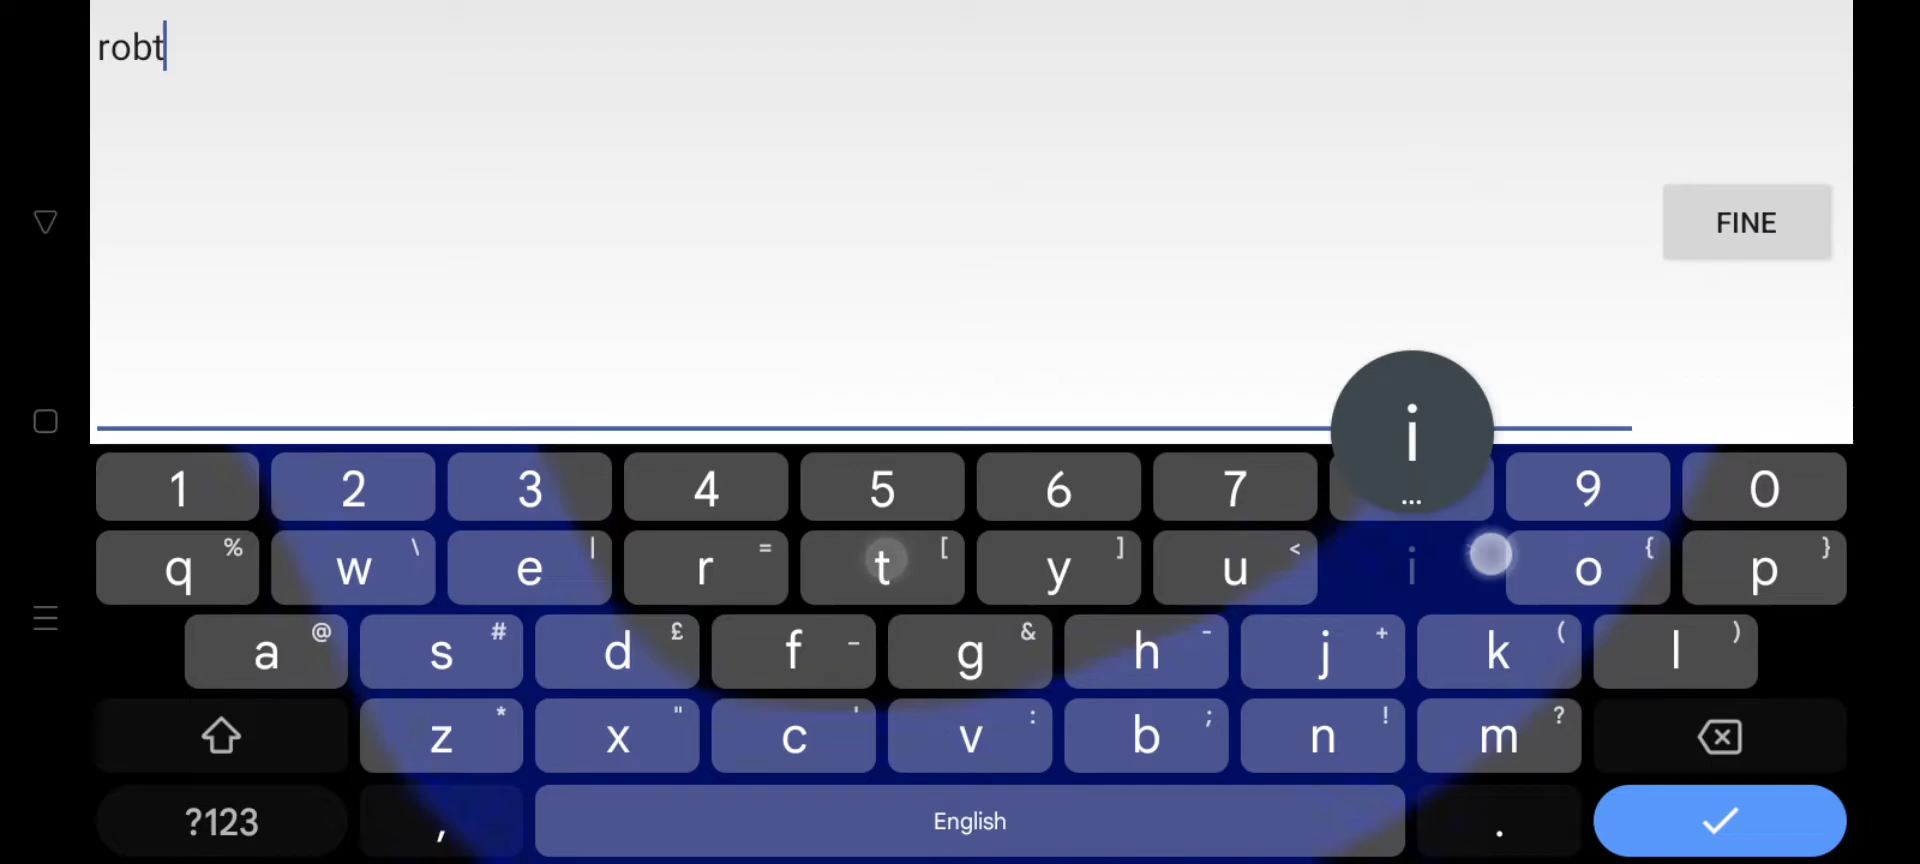 robt
FINE
i
1 2 3 4 5 6 7 ... 9 0
q % w \ e | r = t [ y ] u < i o { p }
a @ s # d £ f _ g & h - j + k ( l )
z * x " c ' v : b ; n ! m ?
?123 , English .